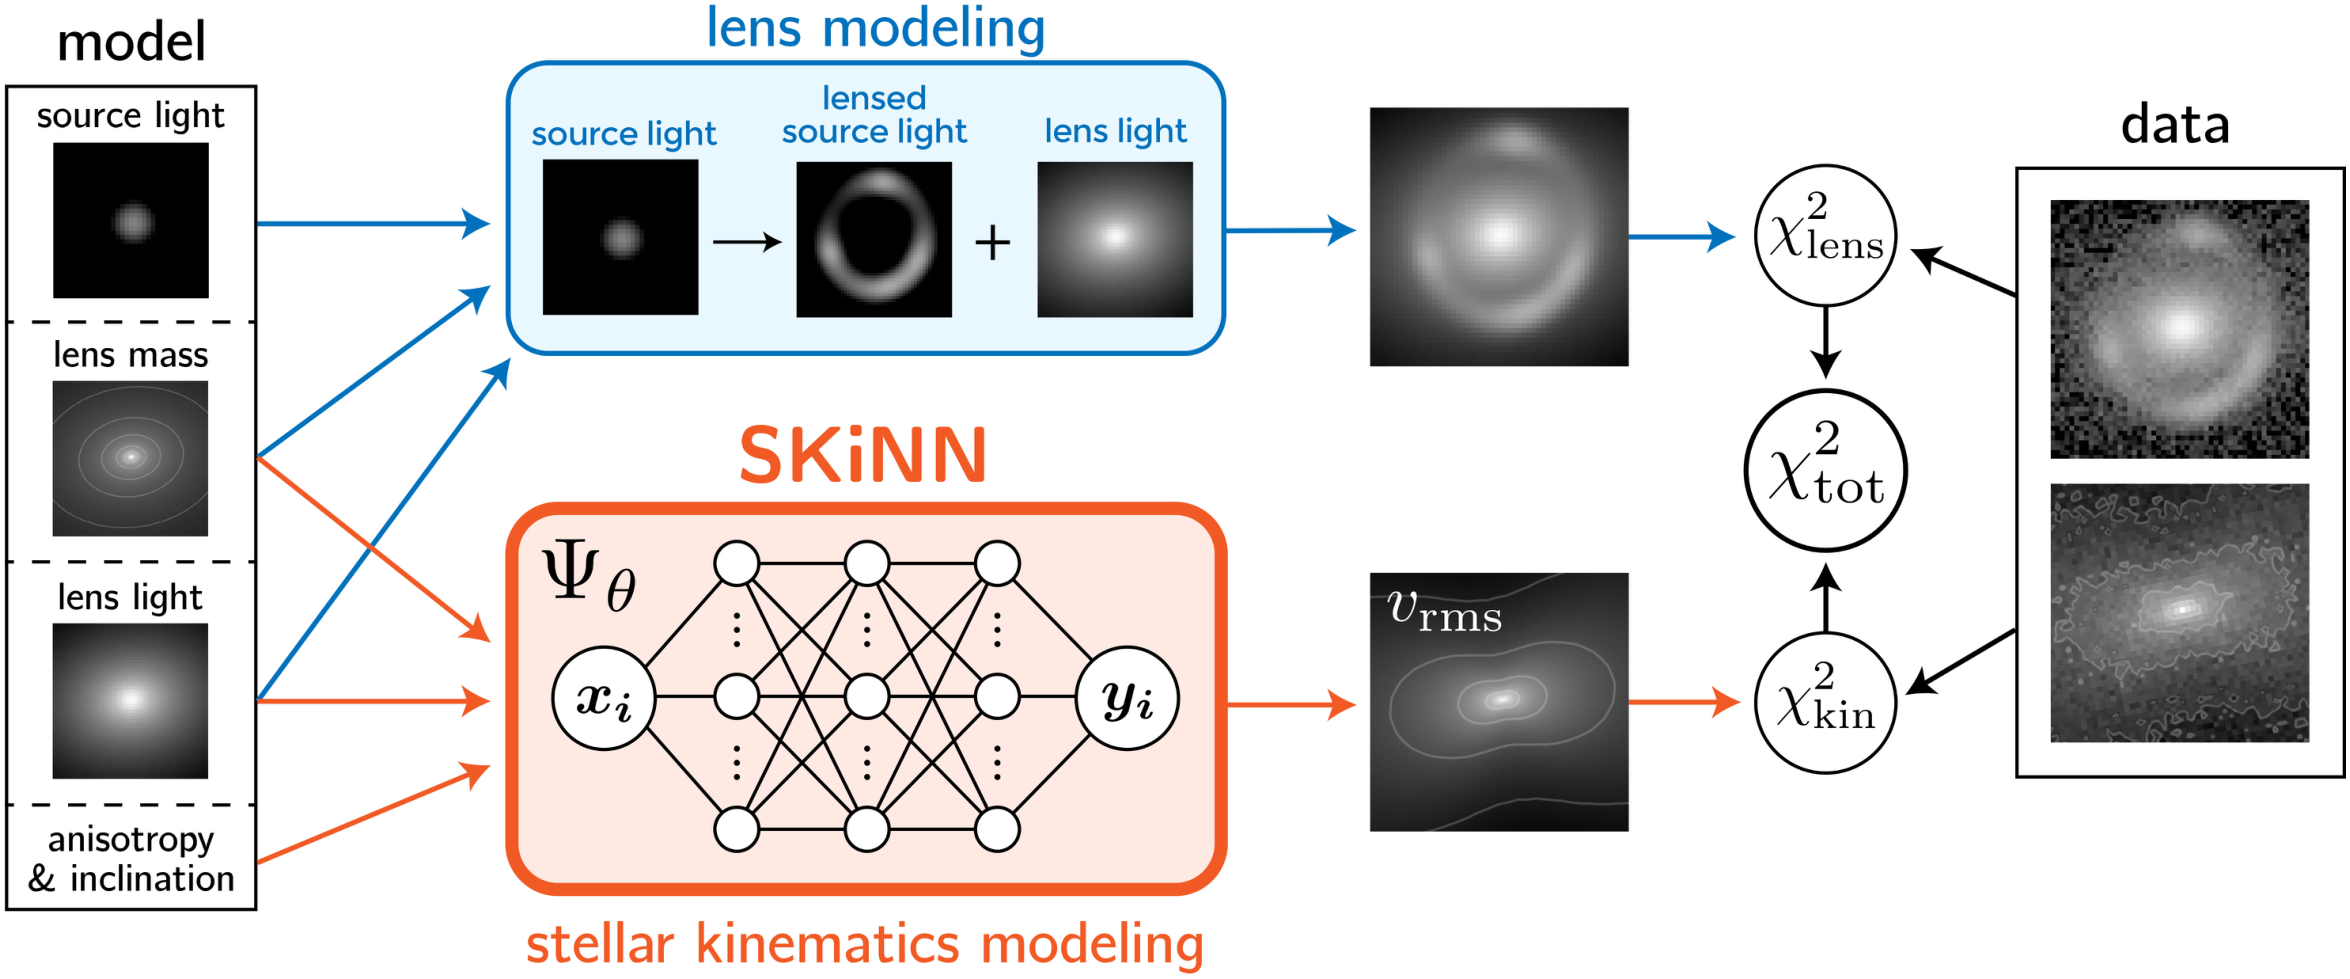 model
source light
lens mass
lens light
anisotropy
& inclination
lens modeling
source light
lensed
source light
lens light
+
SKiNN
Ψθ
xi
yi
stellar kinematics modeling
vrms
χ²lens
χ²tot
χ²kin
data